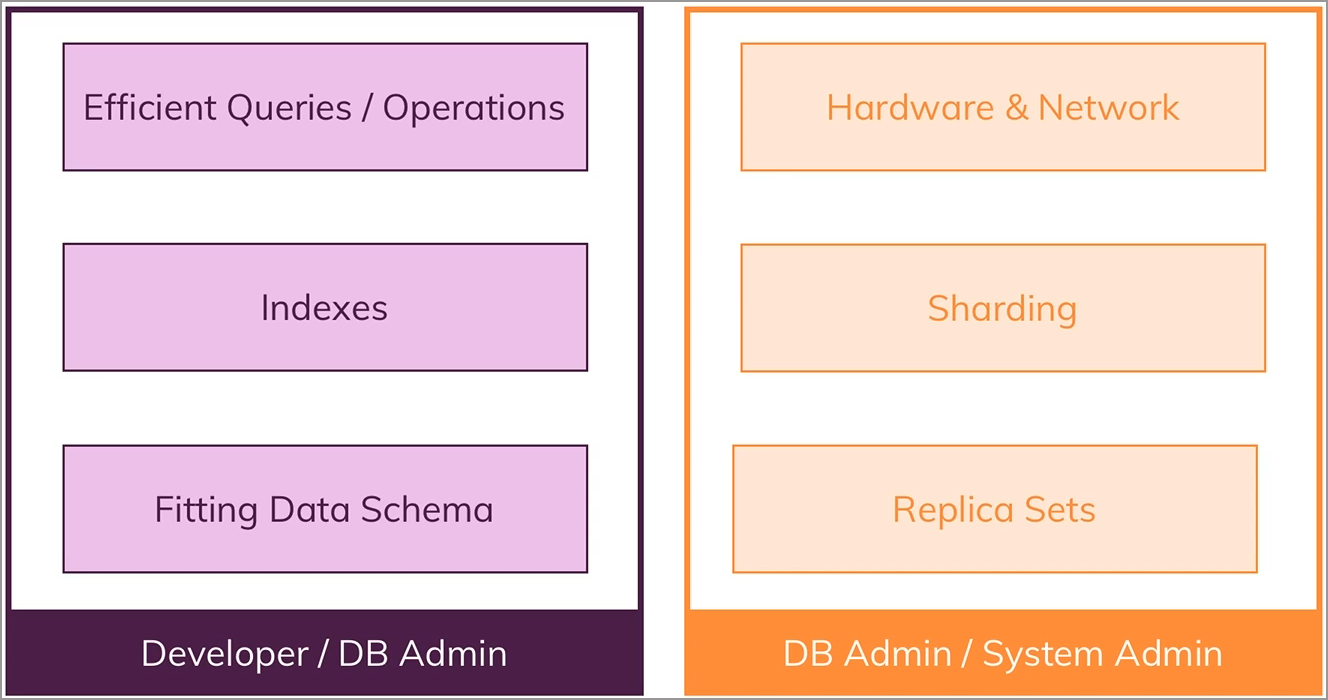 Efficient Queries / Operations
Indexes
Fitting Data Schema
Developer / DB Admin
Hardware & Network
Sharding
Replica Sets
DB Admin / System Admin